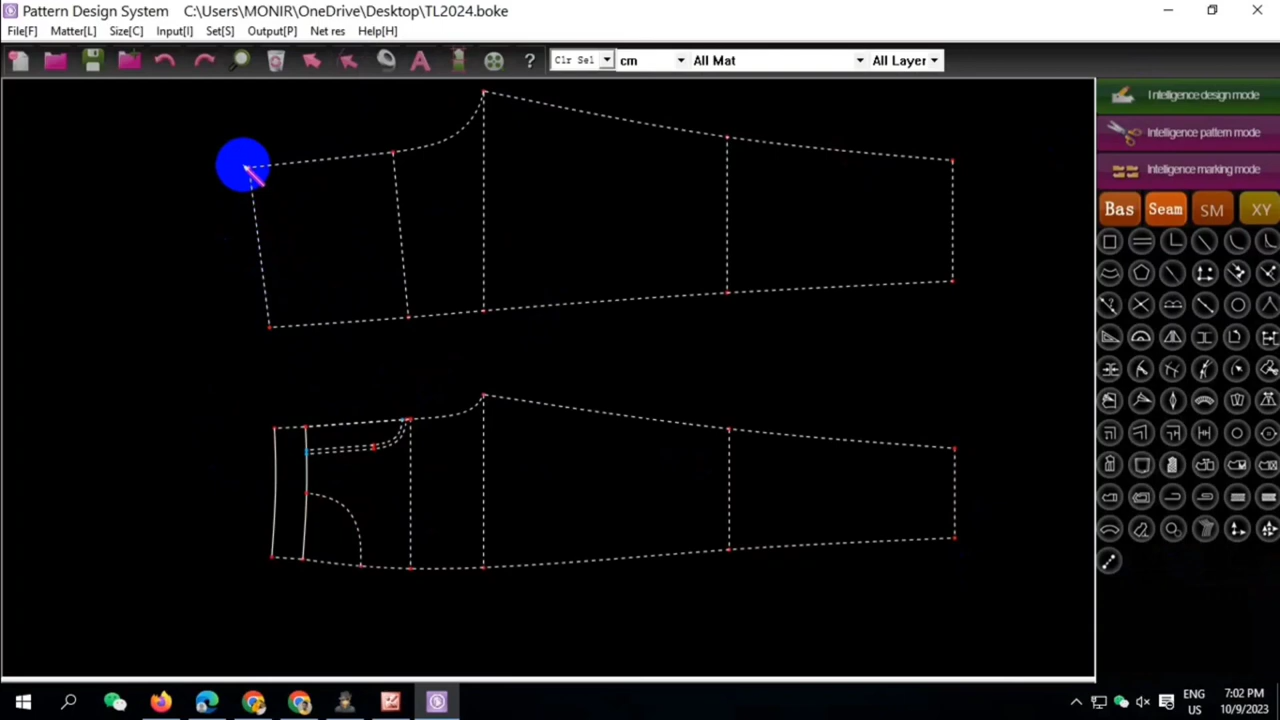 Pattern Design System C:\Users\MONIR\OneDrive\Desktop\TL2024.boke
File[F] Matter[L] Size[C] Input[I] Set[S] Output[P] Net res Help[H]
A ? Clr Sel cm All Mat All Layer
Intelligence design mode
Intelligence pattern mode
Intelligence marking mode
Bas Seam SM XY
ENG 7:02 PM
US 10/9/2023